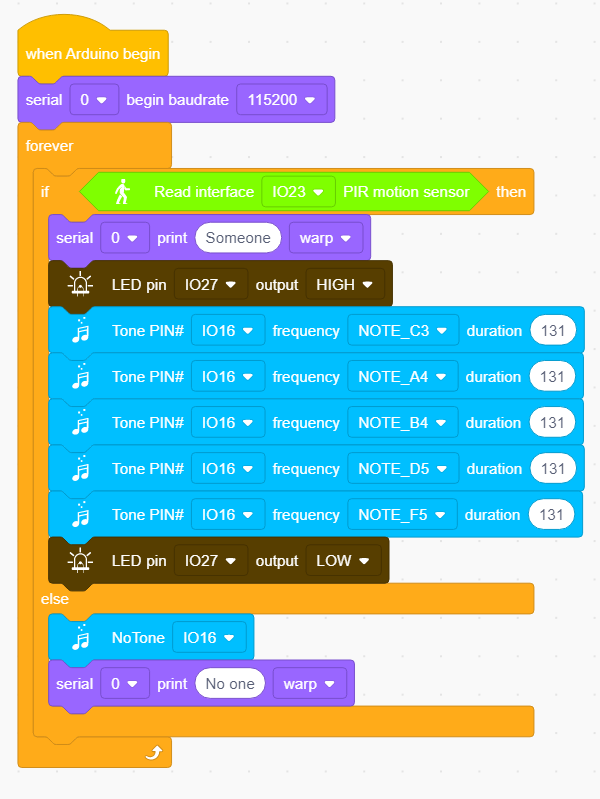 when Arduino begin
serial 0 begin baudrate 115200
forever
if Read interface IO23 PIR motion sensor then
serial 0 print Someone warp
LED pin IO27 output HIGH
Tone PIN# IO16 frequency NOTE_C3 duration 131
Tone PIN# IO16 frequency NOTE_A4 duration 131
Tone PIN# IO16 frequency NOTE_B4 duration 131
Tone PIN# IO16 frequency NOTE_D5 duration 131
Tone PIN# IO16 frequency NOTE_F5 duration 131
LED pin IO27 output LOW
else
NoTone IO16
serial 0 print No one warp